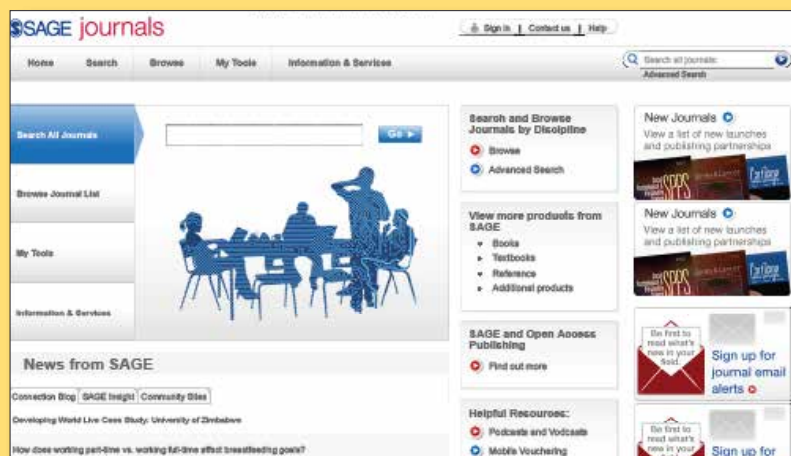 SAGE journals
Sign in | Contact us | Help
Home Search Browse My Tools Information & Services
Search all journals
Advanced Search
Search All Journals
Go
Browse Journal List
My Tools
Information & Services
Search and Browse
Journals by Discipline
Browse
Advanced Search
View more products from
SAGE
Books
Textbooks
Reference
Additional products
SAGE and Open Access
Publishing
Find out more
Helpful Resources:
Podcasts and Vodcasts
Mobile Vouchering
New Journals
View a list of new launches
and publishing partnerships
SPPS
Cartilage
New Journals
View a list of new launches
and publishing partnerships
SPPS
Cartilage
Be first to
read what's
new in your
field.
Sign up for
journal email
alerts
Be first to
read what's
new in your
Sign up for
News from SAGE
Connection Blog SAGE Insight Community Sites
Developing World Live Case Study: University of Zimbabwe
How does working part-time vs. working full-time affect breastfeeding goals?